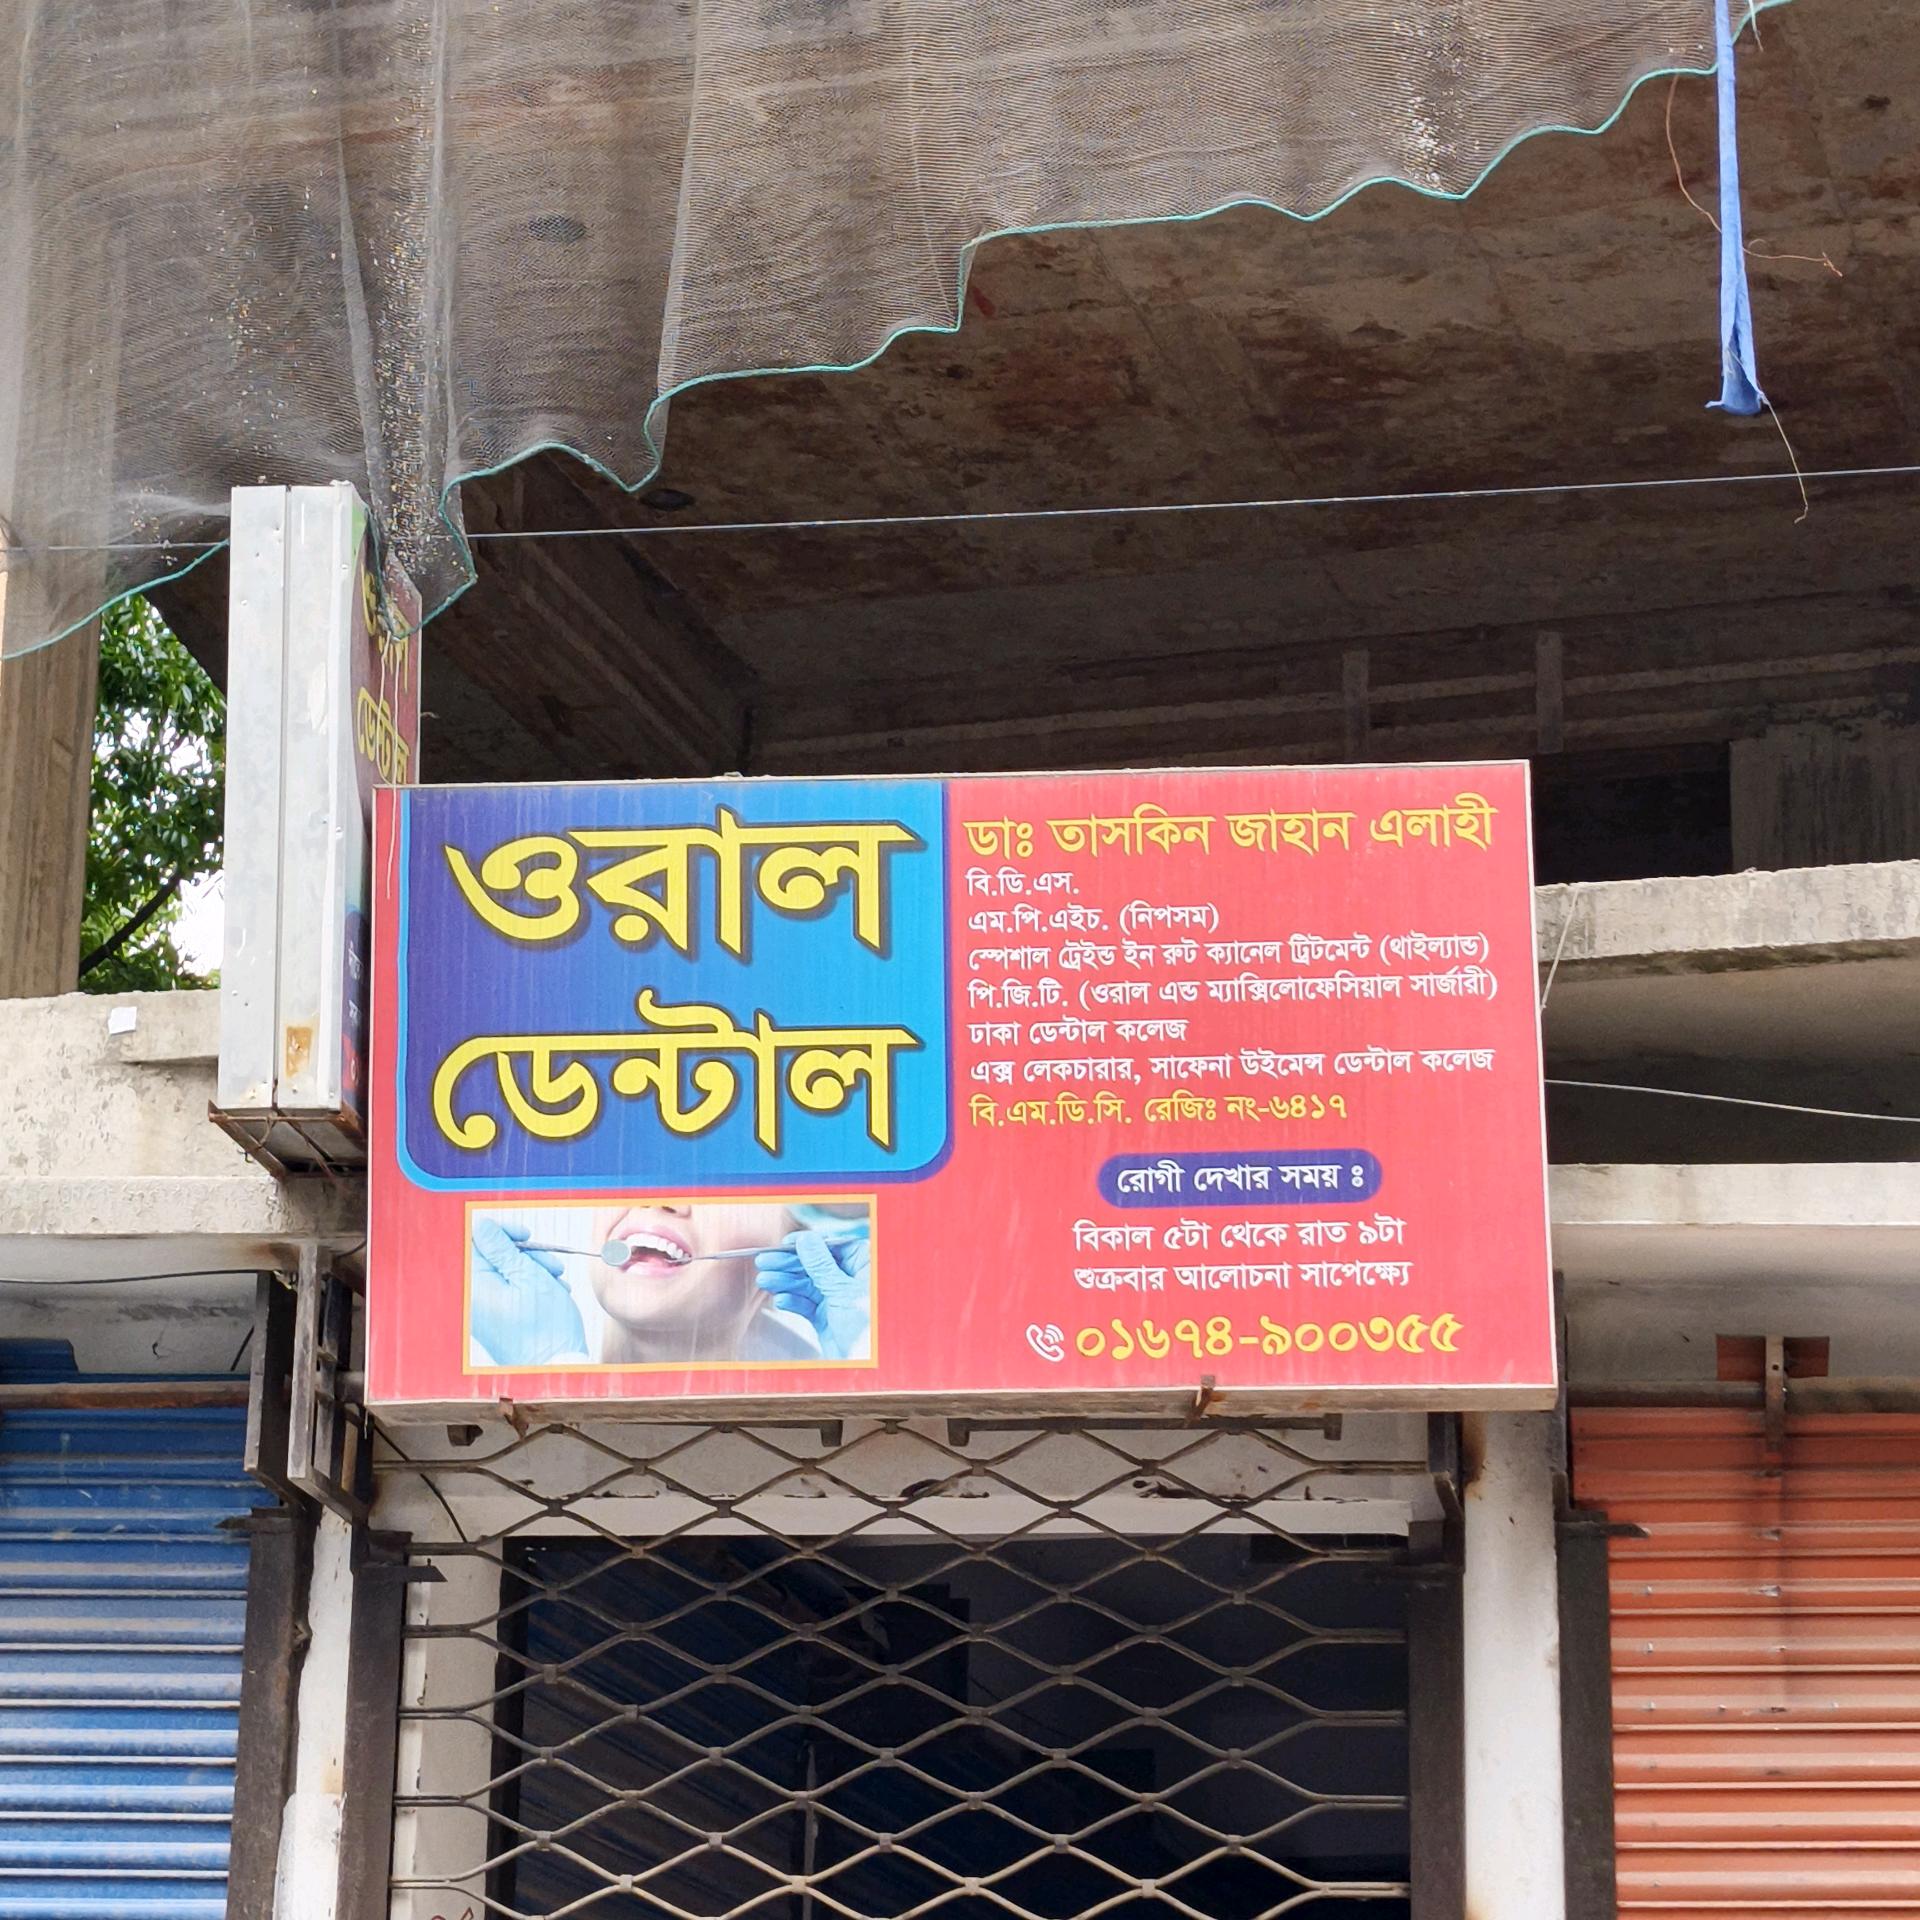 ওরাল
ডেন্টাল
ওরাল
ডেন্টাল
ডাঃ তাসকিন জাহান এলাহী
বি.ডি.এস.
এম.পি.এইচ. (নিপসম)
স্পেশাল ট্রেইন্ড ইন রুট ক্যানেল ট্রিটমেন্ট (থাইল্যান্ড)
পি.জি.টি. (ওরাল এন্ড ম্যাক্সিলোফেসিয়াল সার্জারী)
ঢাকা ডেন্টাল কলেজ
এক্স লেকচারার, সাফেনা উইমেন্স ডেন্টাল কলেজ
বি.এম.ডি.সি. রেজিঃ নং-৬৪১৭
রোগী দেখার সময় ঃ
বিকাল ৫টা থেকে রাত ৯টা
শুক্রবার আলোচনা সাপেক্ষ্যে
০১৬৭৪-৯০০৩৫৫